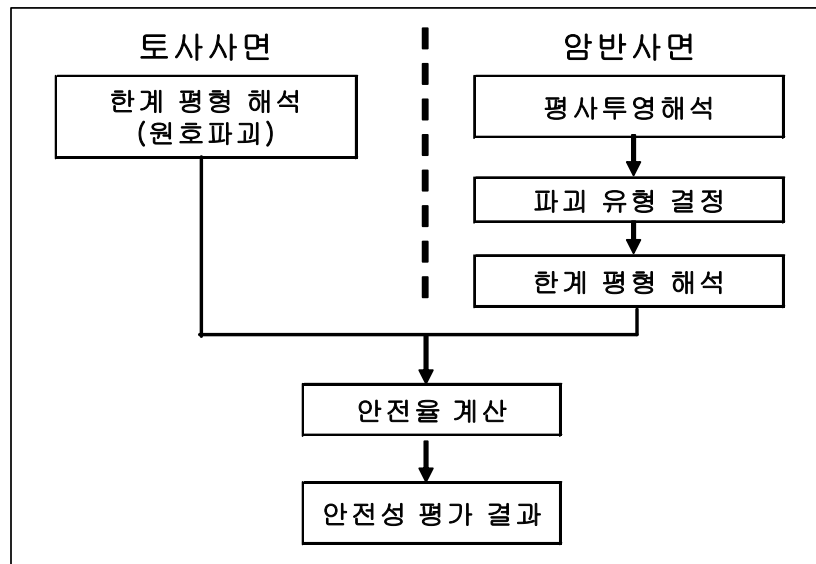 토사사면
한계 평형 해석
(원호파괴)
암반사면
평사투영해석
파괴 유형 결정
한계 평형 해석
안전율 계산
안전성 평가 결과